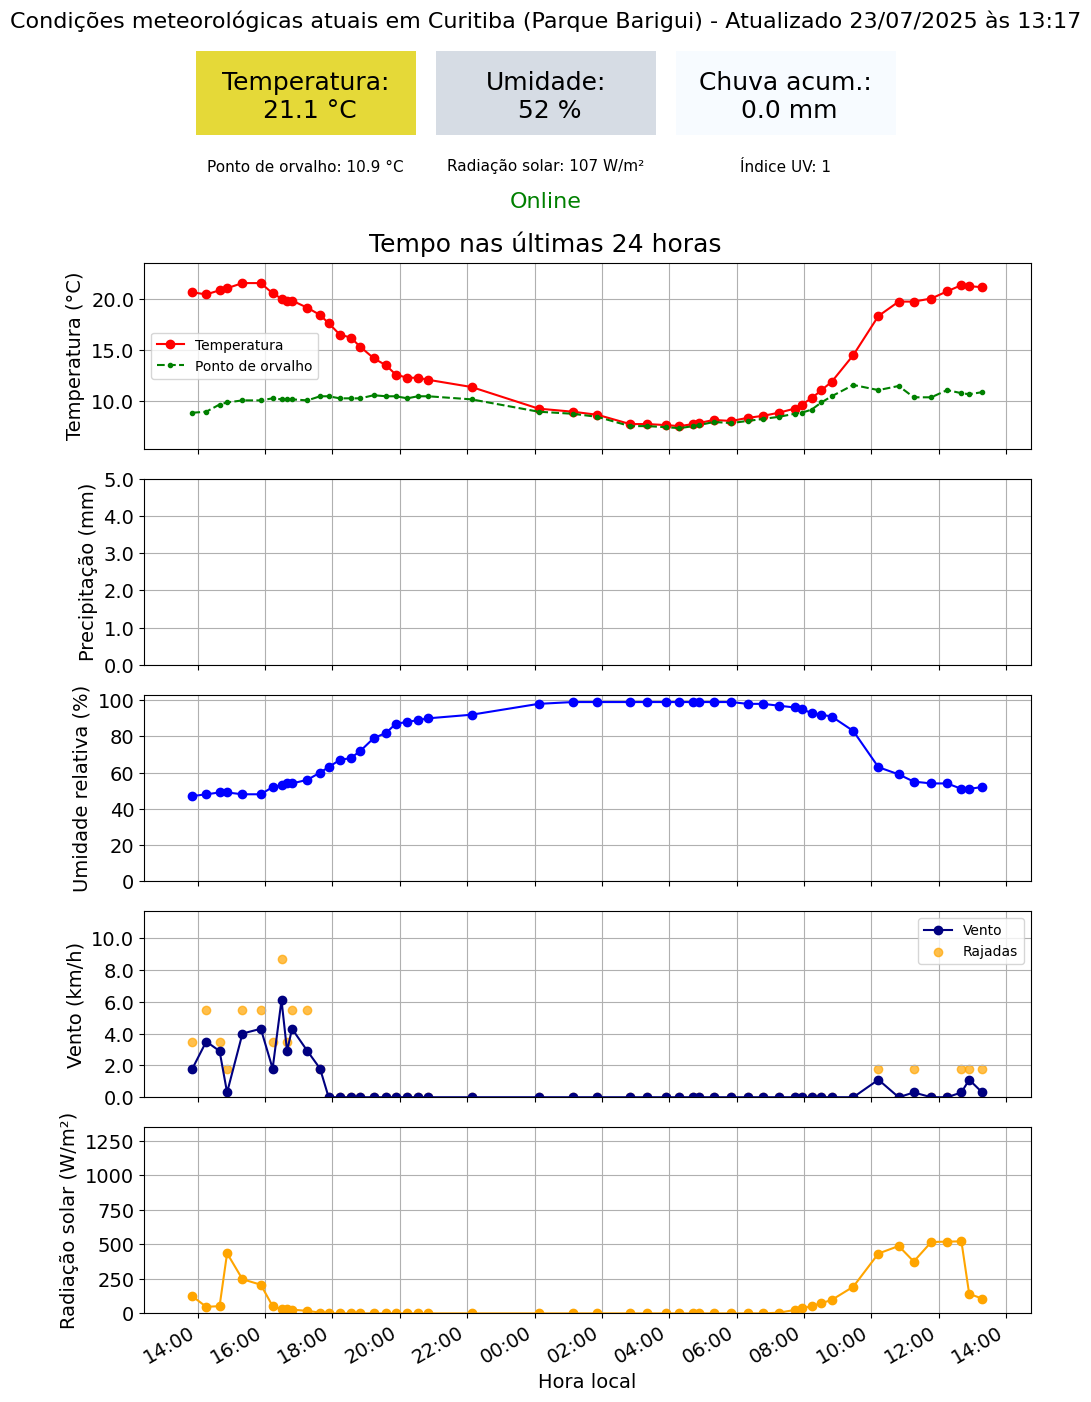 Condições meteorológicas atuais em Curitiba (Parque Barigui) - Atualizado 23/07/2025 às 13:17
Temperatura:
21.1 °C
Umidade:
52 %
Chuva acum.:
0.0 mm
Ponto de orvalho: 10.9 °C
Radiação solar: 107 W/m²
Índice UV: 1
Online
Tempo nas últimas 24 horas
Temperatura (°C)
20.0
15.0
10.0
Temperatura
Ponto de orvalho
Precipitação (mm)
5.0
4.0
3.0
2.0
1.0
0.0
Umidade relativa (%)
100
80
60
40
20
0
Vento (km/h)
10.0
8.0
6.0
4.0
2.0
0.0
Vento
Rajadas
Radiação solar (W/m²)
1250
1000
750
500
250
0
14:00
16:00
18:00
20:00
22:00
00:00
02:00
04:00
06:00
08:00
10:00
12:00
14:00
Hora local